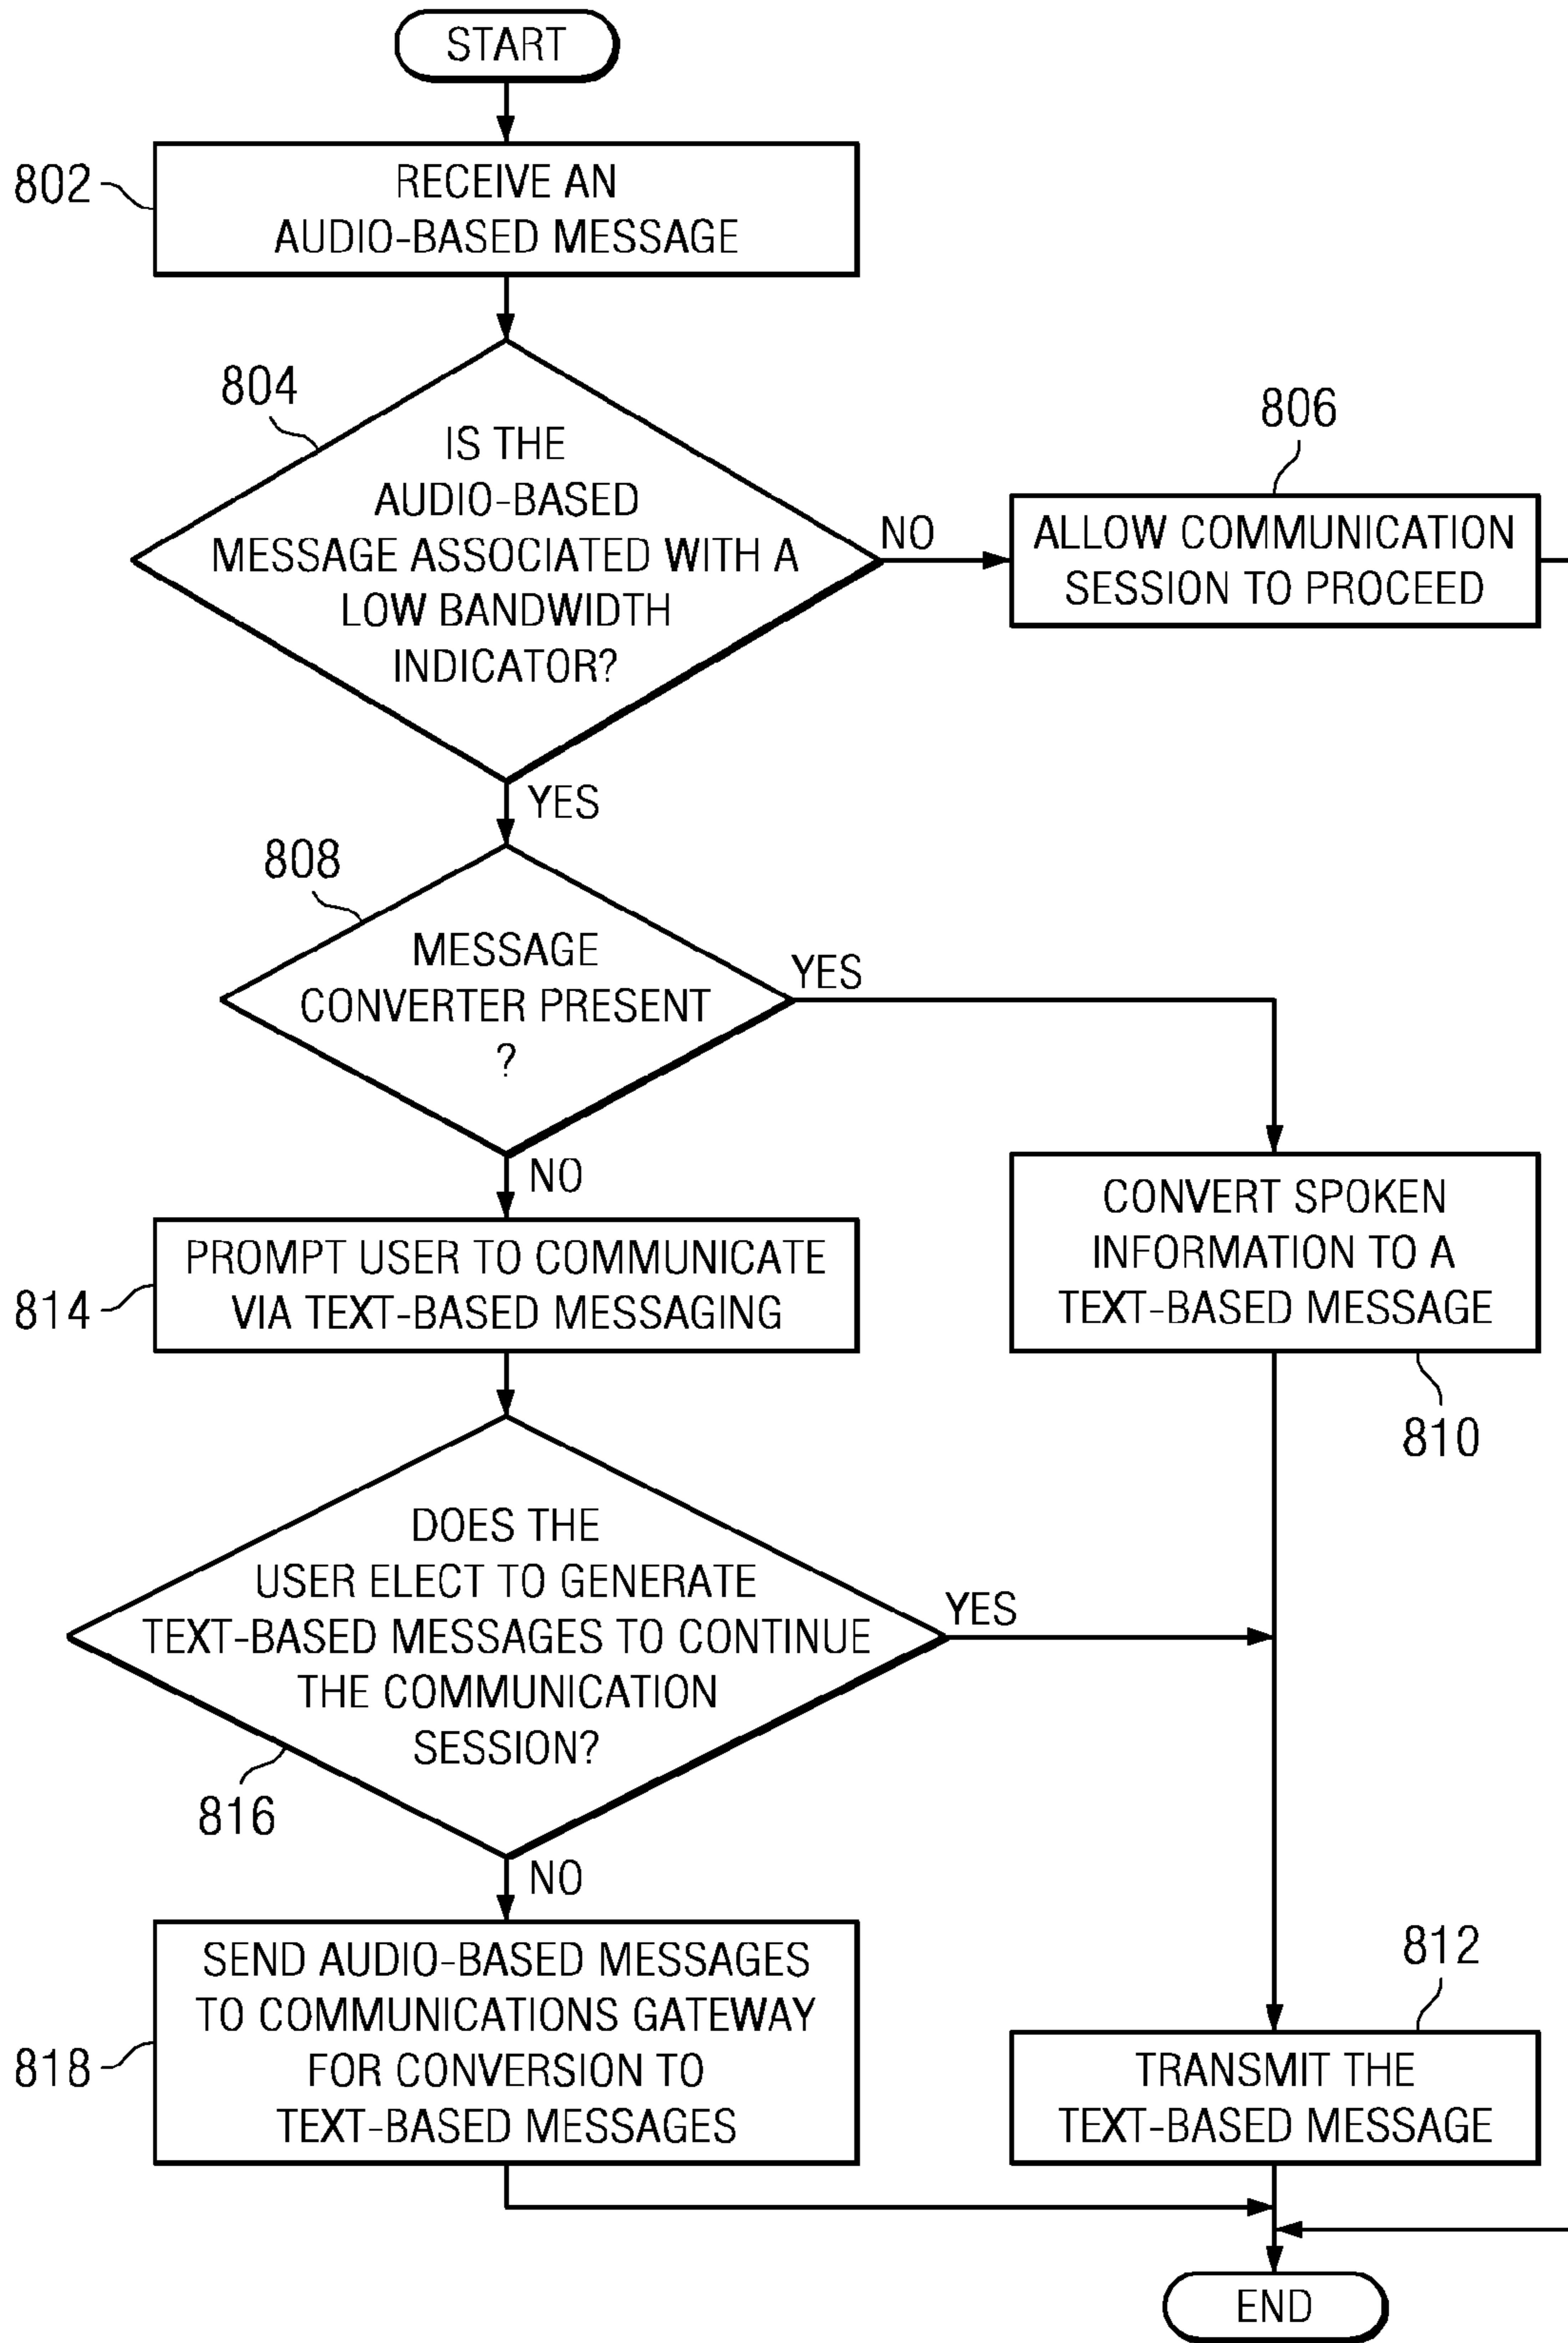 START
802
RECEIVE AN
AUDIO-BASED MESSAGE
804
IS THE
AUDIO-BASED
MESSAGE ASSOCIATED WITH A
LOW BANDWIDTH
INDICATOR?
NO
806
ALLOW COMMUNICATION
SESSION TO PROCEED
YES
808
MESSAGE
CONVERTER PRESENT
?
YES
NO
CONVERT SPOKEN
INFORMATION TO A
TEXT-BASED MESSAGE
810
814
PROMPT USER TO COMMUNICATE
VIA TEXT-BASED MESSAGING
DOES THE
USER ELECT TO GENERATE
TEXT-BASED MESSAGES TO CONTINUE
THE COMMUNICATION
SESSION?
816
YES
NO
818
SEND AUDIO-BASED MESSAGES
TO COMMUNICATIONS GATEWAY
FOR CONVERSION TO
TEXT-BASED MESSAGES
812
TRANSMIT THE
TEXT-BASED MESSAGE
END